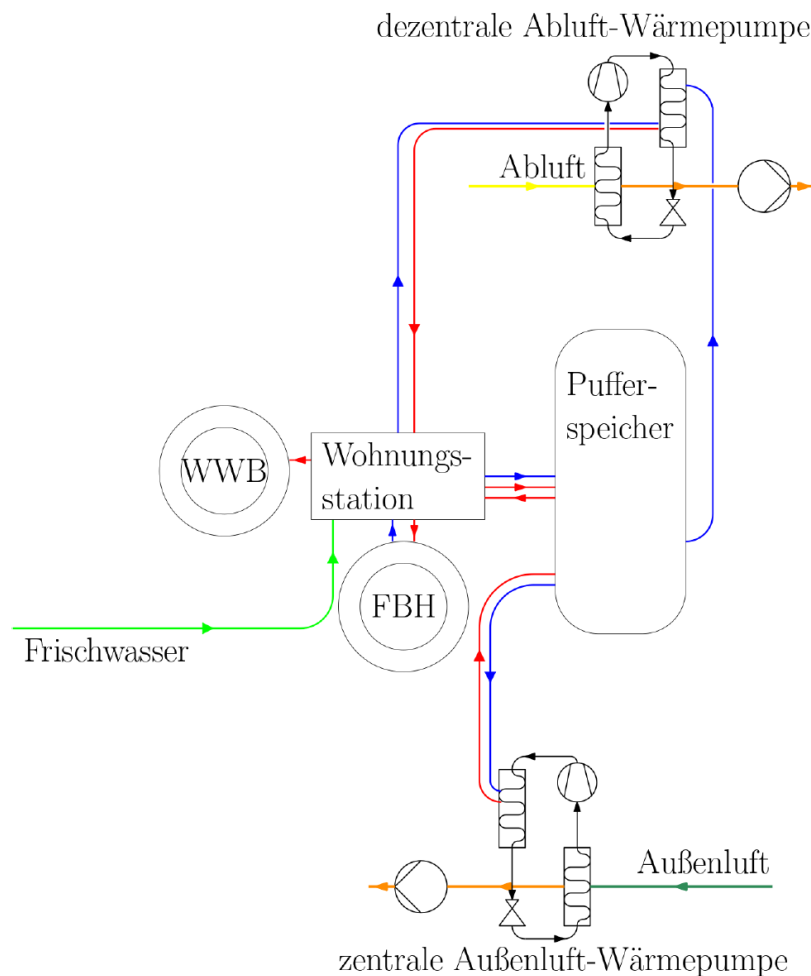 dezentrale Abluft-Wärmepumpe
Abluft
Puffer-
speicher
WWB
Wohnungs-
station
FBH
Frischwasser
Außenluft
zentrale Außenluft-Wärmepumpe